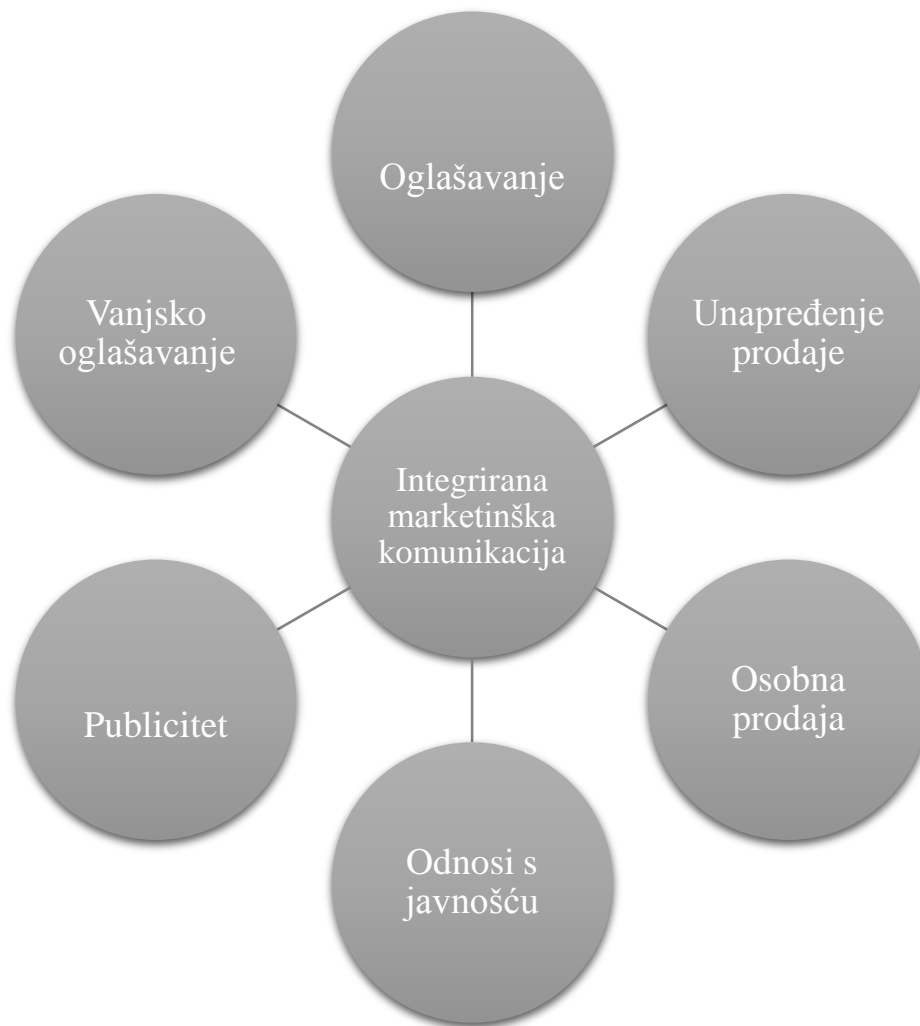 Oglašavanje
Vanjsko
oglašavanje
Unapređenje
prodaje
Integrirana
marketinška
komunikacija
Publicitet
Osobna
prodaja
Odnosi s
javnošću